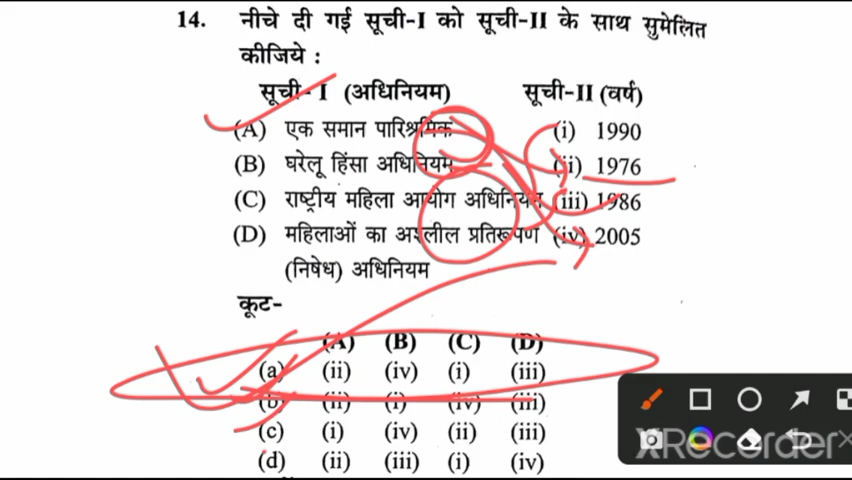 14. नीचे दी गई सूची-I को सूची-II के साथ सुमेलित
कीजिये :
सूची-I (अधिनियम) सूची-II (वर्ष)
(A) एक समान पारिश्रमिक (i) 1990
(B) घरेलू हिंसा अधिनियम (ii) 1976
(C) राष्ट्रीय महिला आयोग अधिनियम (iii) 1986
(D) महिलाओं का अश्लील प्रतिरूपण (iv) 2005
(निषेध) अधिनियम
कूट-
(A) (B) (C) (D)
(a) (ii) (iv) (i) (iii)
(b) (ii) (i) (iv) (iii)
(c) (i) (iv) (ii) (iii)
(d) (ii) (iii) (i) (iv)
XRecorder